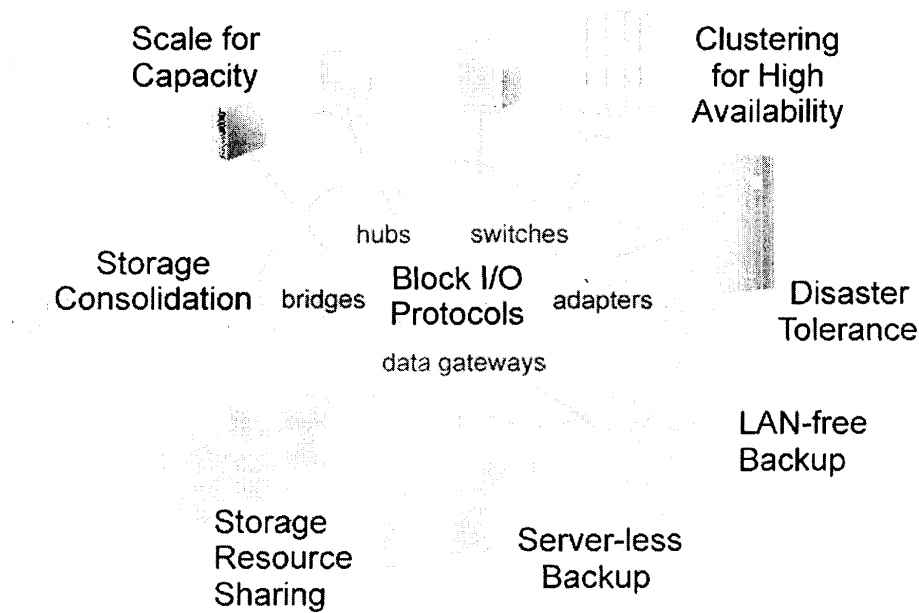 Scale for
Capacity
Clustering
for High
Availability
hubs
switches
Storage
Consolidation
bridges
Block I/O
Protocols
adapters
Disaster
Tolerance
data gateways
LAN-free
Backup
Storage
Resource
Sharing
Server-less
Backup